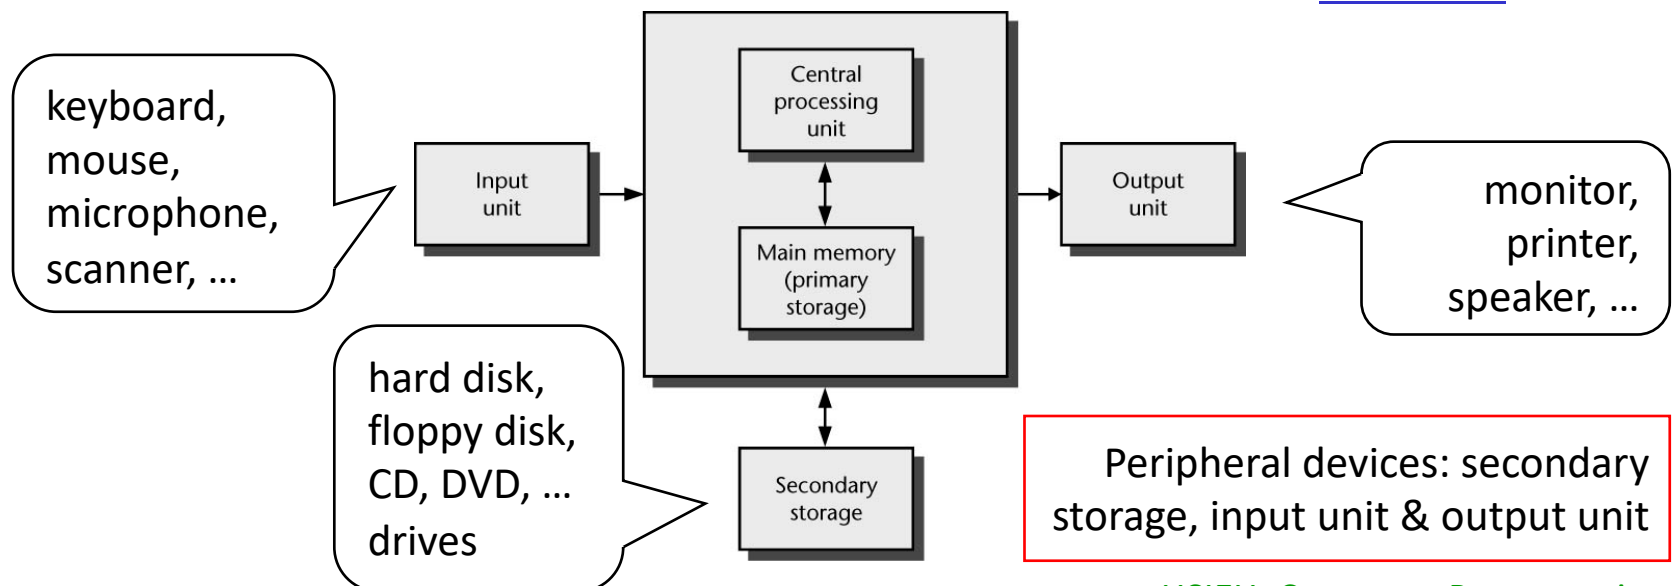 keyboard,
mouse,
microphone,
scanner, …
Input
unit
Central
processing
unit
Main memory
(primary
storage)
Output
unit
monitor,
printer,
speaker, …
hard disk,
floppy disk,
CD, DVD, …
drives
Secondary
storage
Peripheral devices: secondary
storage, input unit & output unit